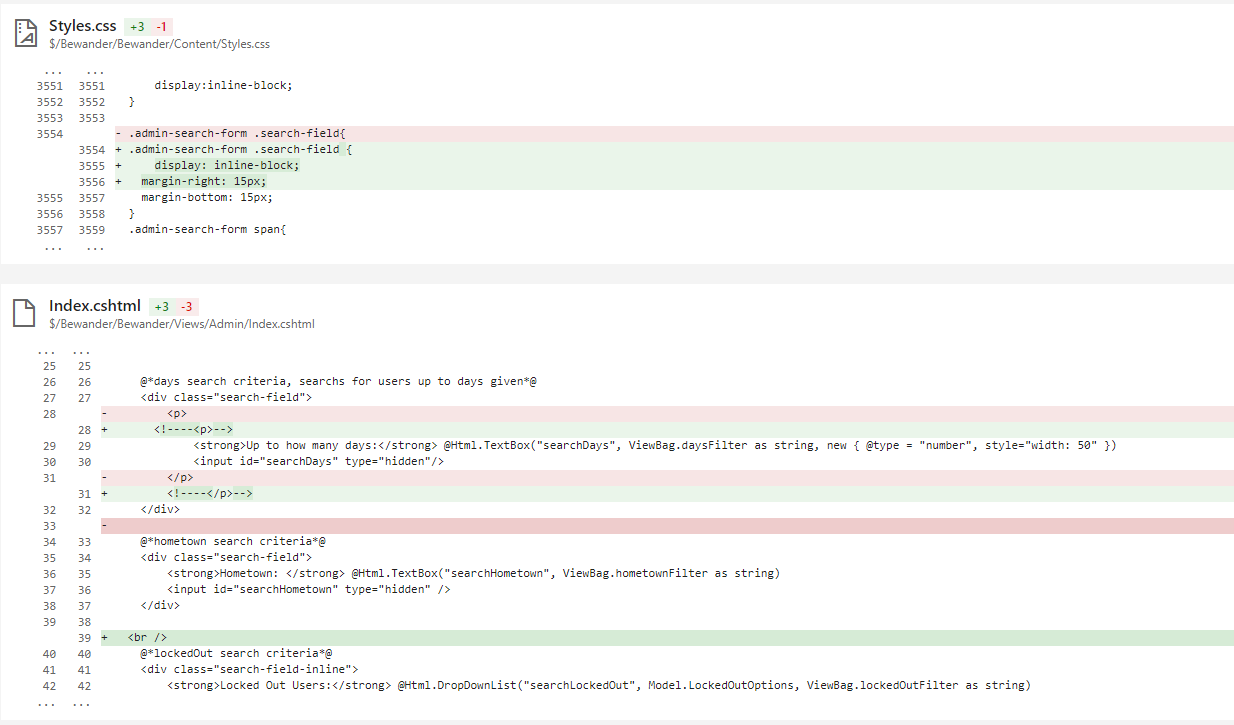 Styles.css +3 -1
$/Bewander/Bewander/Content/Styles.css
... ...
3551 3551 display:inline-block;
3552 3552 }
3553 3553
3554 - .admin-search-form .search-field{
3554 + .admin-search-form .search-field {
3555 + display: inline-block;
3556 + margin-right: 15px;
3555 3557 margin-bottom: 15px;
3556 3558 }
3557 3559 .admin-search-form span{
... ...
Index.cshtml +3 -3
$/Bewander/Bewander/Views/Admin/Index.cshtml
... ...
25 25
26 26 @*days search criteria, searchs for users up to days given*@
27 27 <div class="search-field">
28 - <p>
28 + <!----<p>-->
29 29 <strong>Up to how many days:</strong> @Html.TextBox("searchDays", ViewBag.daysFilter as string, new { @type = "number", style="width: 50" })
30 30 <input id="searchDays" type="hidden"/>
31 - </p>
31 + <!----</p>-->
32 32 </div>
33 -
34 33 @*hometown search criteria*@
35 34 <div class="search-field">
36 35 <strong>Hometown: </strong> @Html.TextBox("searchHometown", ViewBag.hometownFilter as string)
37 36 <input id="searchHometown" type="hidden" />
38 37 </div>
39 38
39 + <br />
40 40 @*lockedOut search criteria*@
41 41 <div class="search-field-inline">
42 42 <strong>Locked Out Users:</strong> @Html.DropDownList("searchLockedOut", Model.LockedOutOptions, ViewBag.lockedOutFilter as string)
... ...